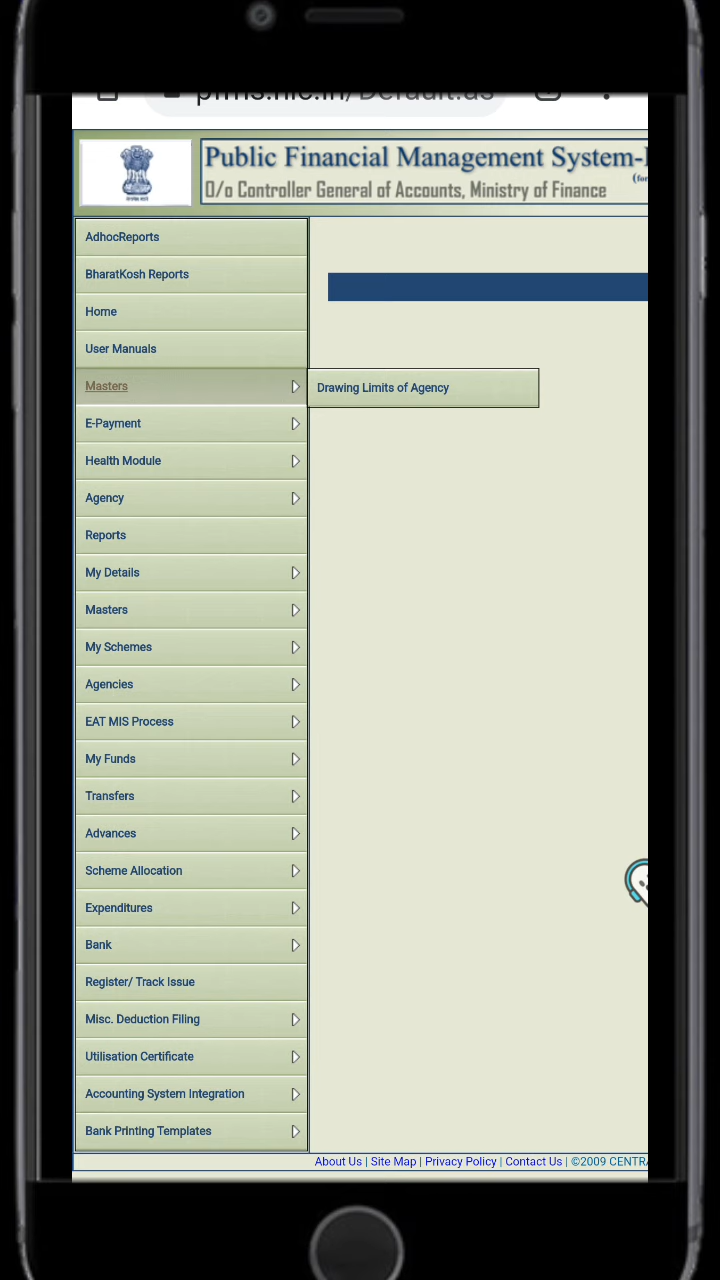 Public Financial Management System-
O/o Controller General of Accounts, Ministry of Finance
AdhocReports
BharatKosh Reports
Home
User Manuals
Masters
Drawing Limits of Agency
E-Payment
Health Module
Agency
Reports
My Details
Masters
My Schemes
Agencies
EAT MIS Process
My Funds
Transfers
Advances
Scheme Allocation
Expenditures
Bank
Register/ Track Issue
Misc. Deduction Filing
Utilisation Certificate
Accounting System Integration
Bank Printing Templates
About Us | Site Map | Privacy Policy | Contact Us | ©2009